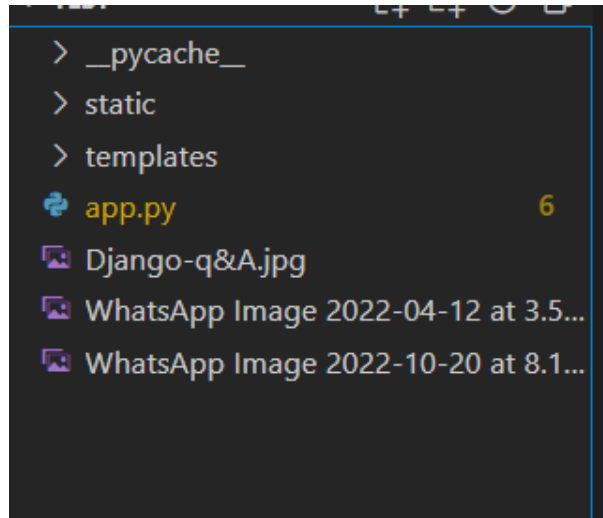 __pycache__
static
templates
app.py 6
Django-q&A.jpg
WhatsApp Image 2022-04-12 at 3.5...
WhatsApp Image 2022-10-20 at 8.1...